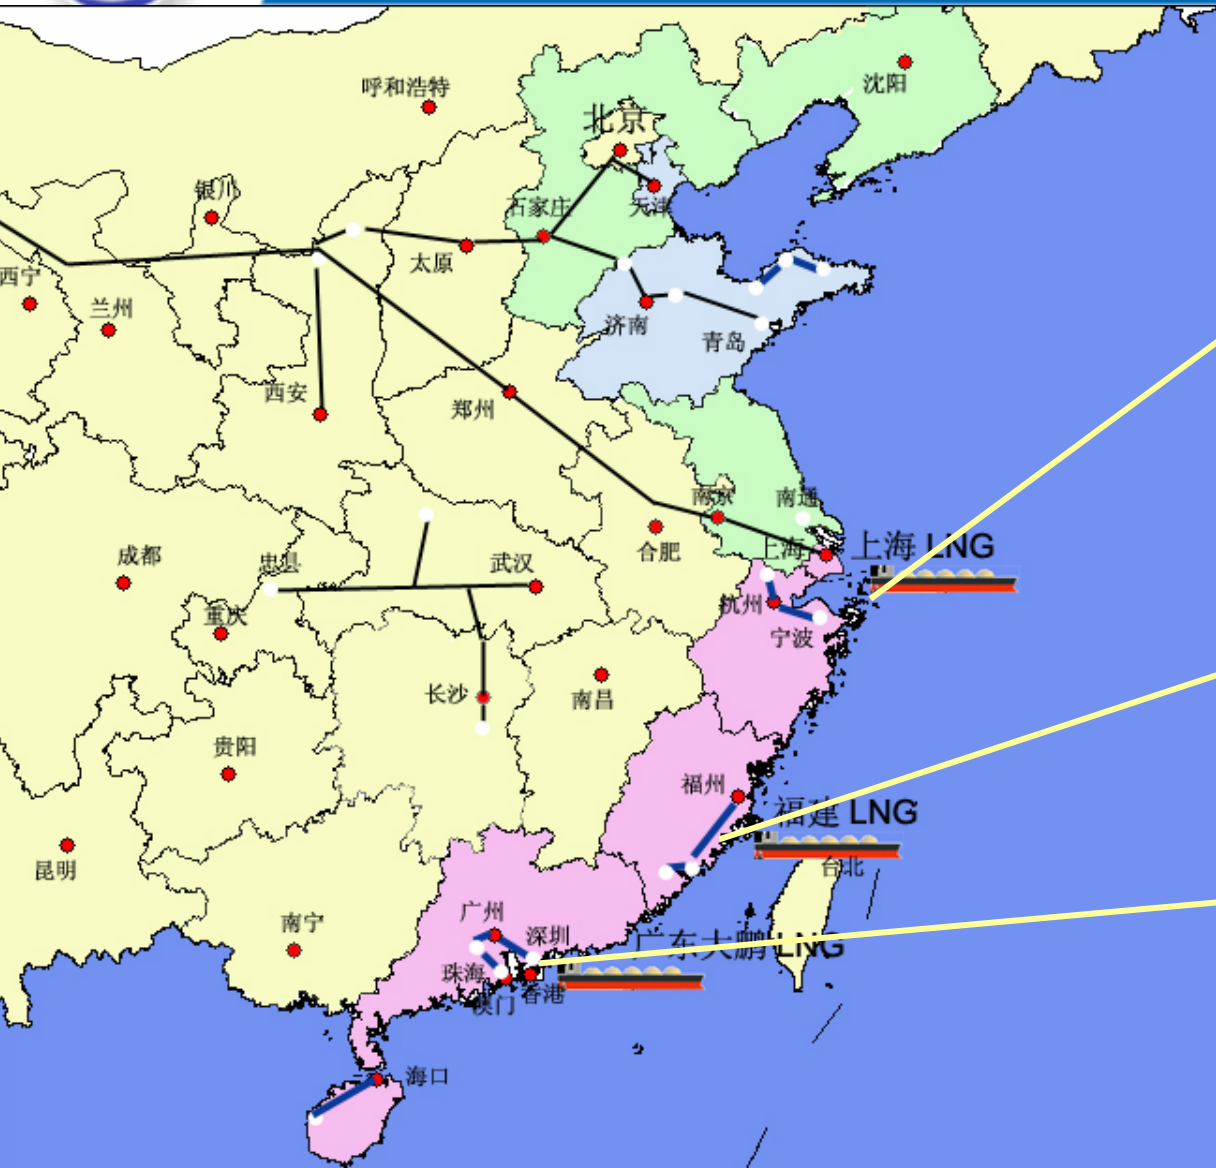 沈阳
呼和浩特
北京
银川
石家庄
天津
太原
西宁
兰州
济南
青岛
西安
郑州
南京
南通
合肥
上海
上海 LNG
成都
忠县
武汉
重庆
杭州
宁波
长沙
南昌
贵阳
福州
福建 LNG
昆明
台北
广州
南宁
深圳
广东大鹏 LNG
珠海
香港
澳门
海口